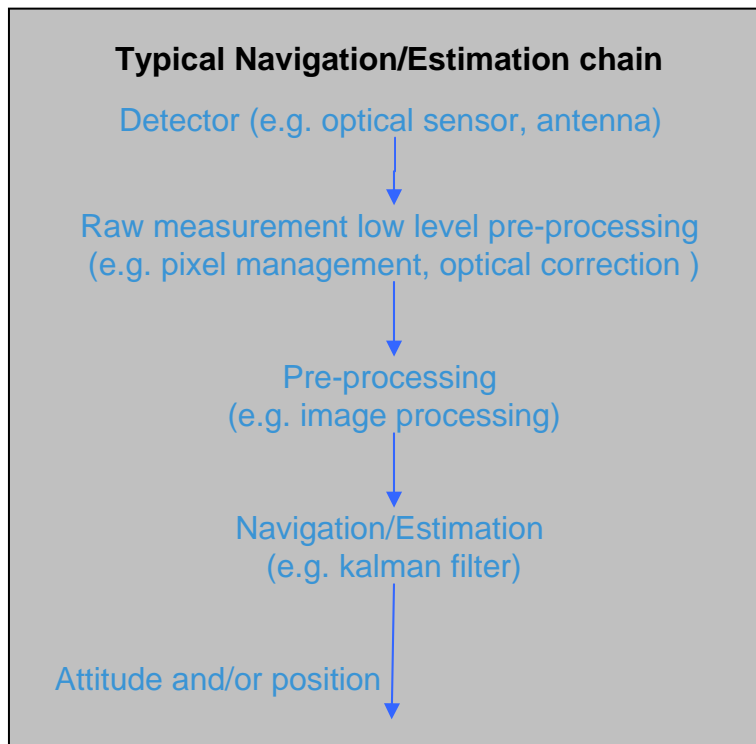 Typical Navigation/Estimation chain
Detector (e.g. optical sensor, antenna)
Raw measurement low level pre-processing
(e.g. pixel management, optical correction )
Pre-processing
(e.g. image processing)
Navigation/Estimation
(e.g. kalman filter)
Attitude and/or position